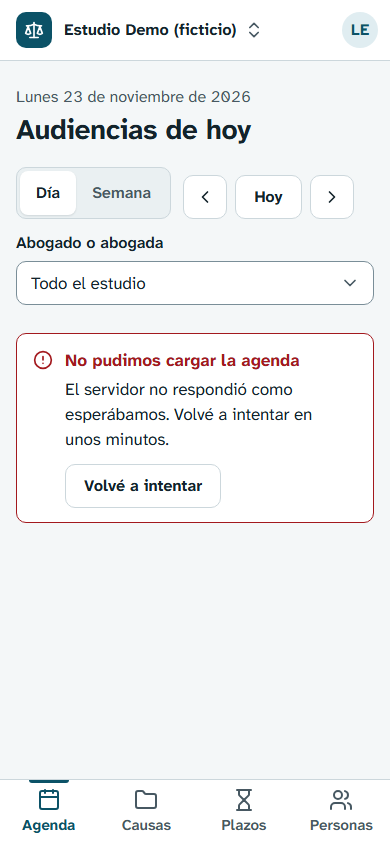 Estudio Demo (ficticio)
LE
Lunes 23 de noviembre de 2026
Audiencias de hoy
Día
Semana
Hoy
Abogado o abogada
Todo el estudio
No pudimos cargar la agenda
El servidor no respondió como
esperábamos. Volvé a intentar en
unos minutos.
Volvé a intentar
Agenda
Causas
Plazos
Personas